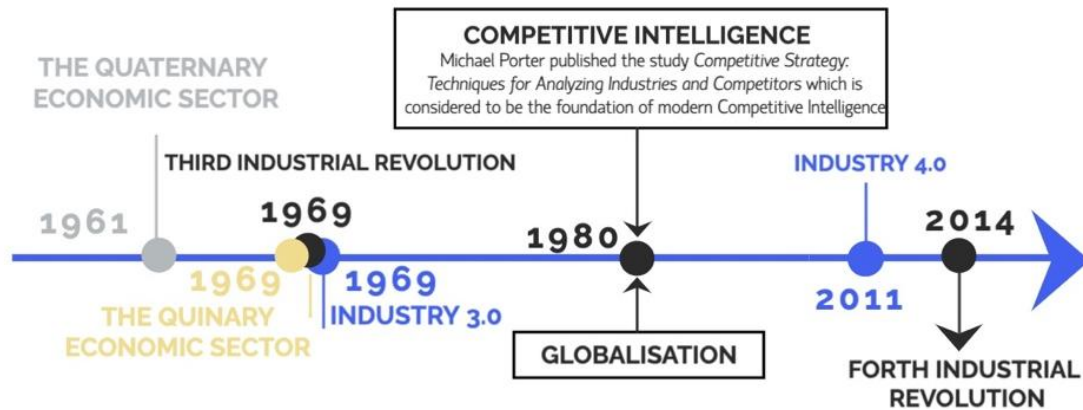 THE QUATERNARY
ECONOMIC SECTOR
COMPETITIVE INTELLIGENCE
Michael Porter published the study Competitive Strategy:
Techniques for Analyzing Industries and Competitors which is
considered to be the foundation of modern Competitive Intelligence
THIRD INDUSTRIAL REVOLUTION
INDUSTRY 4.0
1961
1969
1980
2014
1969
1969
2011
THE QUINARY
ECONOMIC SECTOR
INDUSTRY 3.0
GLOBALISATION
FORTH INDUSTRIAL
REVOLUTION